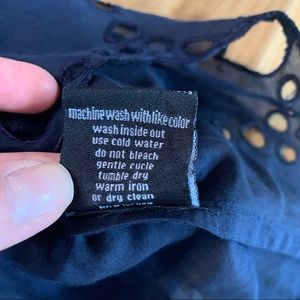 machine wash with like color
wash inside out
use cold water
do not bleach
gentle cycle
tumble dry
warm iron
or dry clean